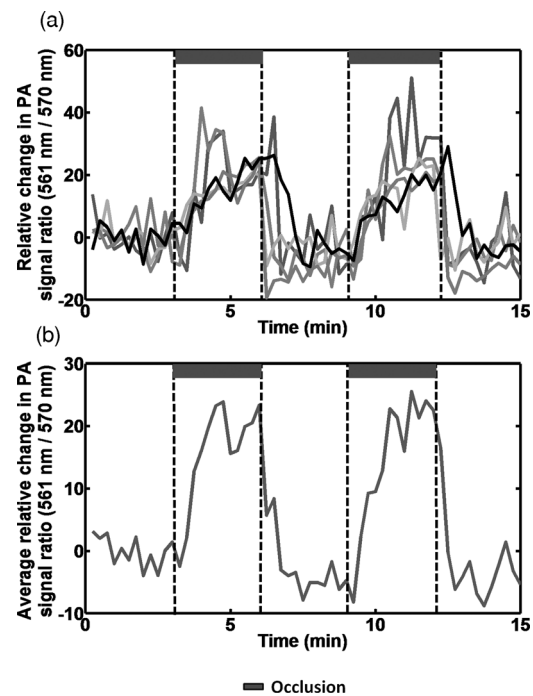 (a)
Relative change in PA
signal ratio (561 nm / 570 nm)
60
40
20
0
-20
0
5
10
15
Time (min)
(b)
Average relative change in PA
signal ratio (561 nm / 570 nm)
30
20
10
0
-10
0
5
10
15
Time (min)
Occlusion